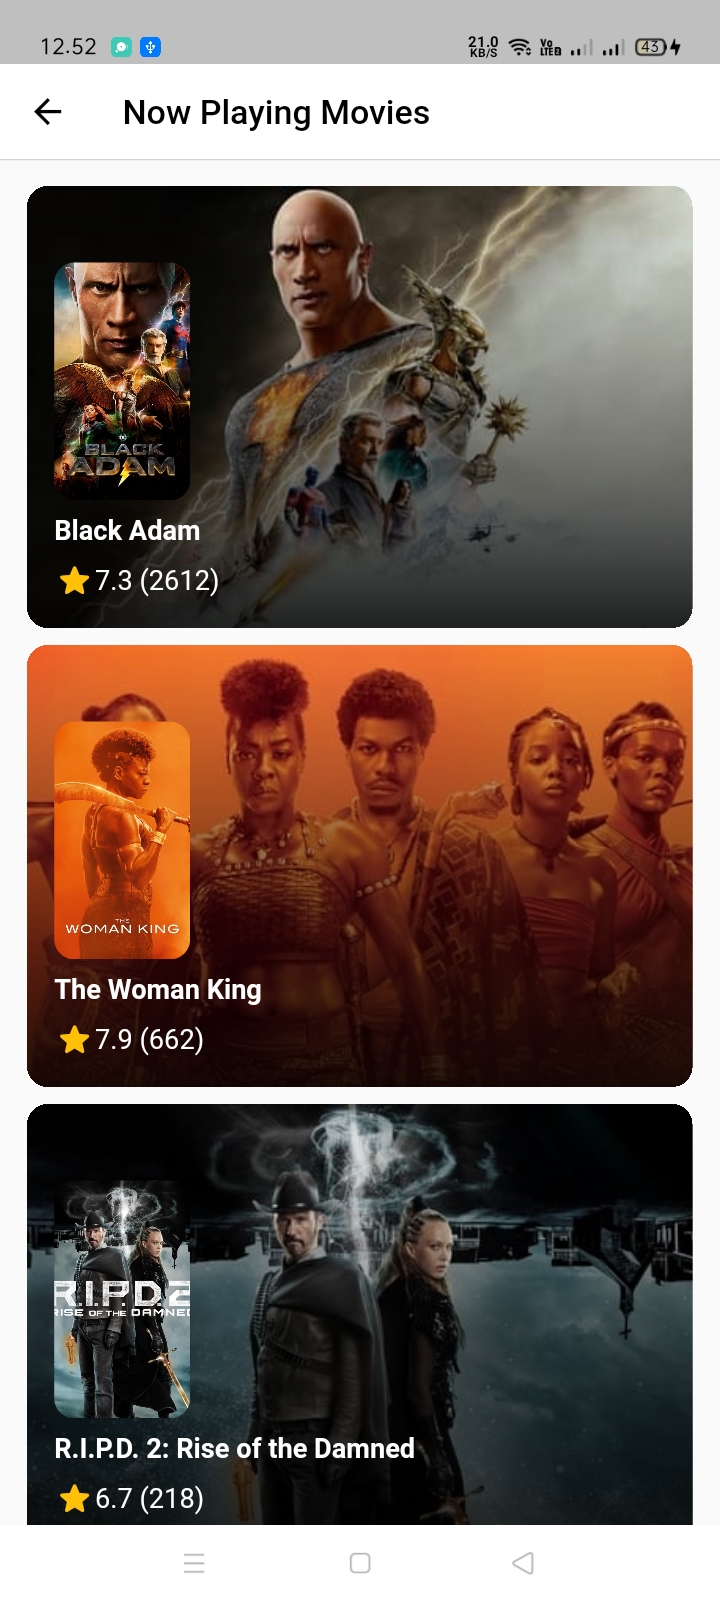 12.52
21.0
KB/S
Vo
LTE2
43
Now Playing Movies
BLACK
ADAM
Black Adam
7.3 (2612)
THE
WOMAN KING
The Woman King
7.9 (662)
R.I.P.D.2
RISE OF THE DAMNED
R.I.P.D. 2: Rise of the Damned
6.7 (218)